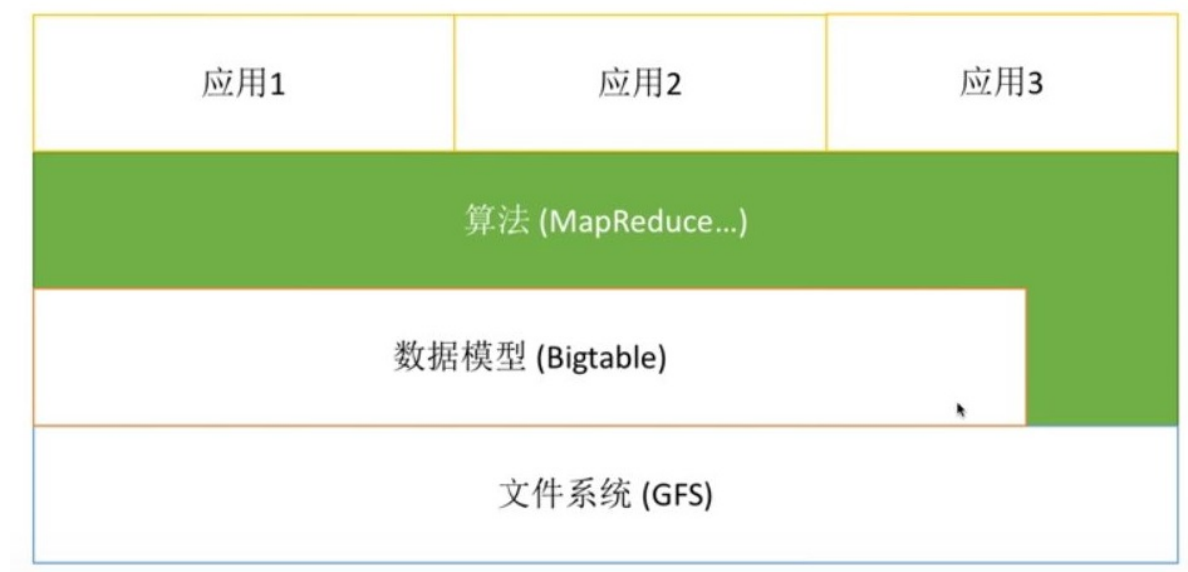 应用1
应用2
应用3
算法 (MapReduce...)
数据模型 (Bigtable)
文件系统 (GFS)